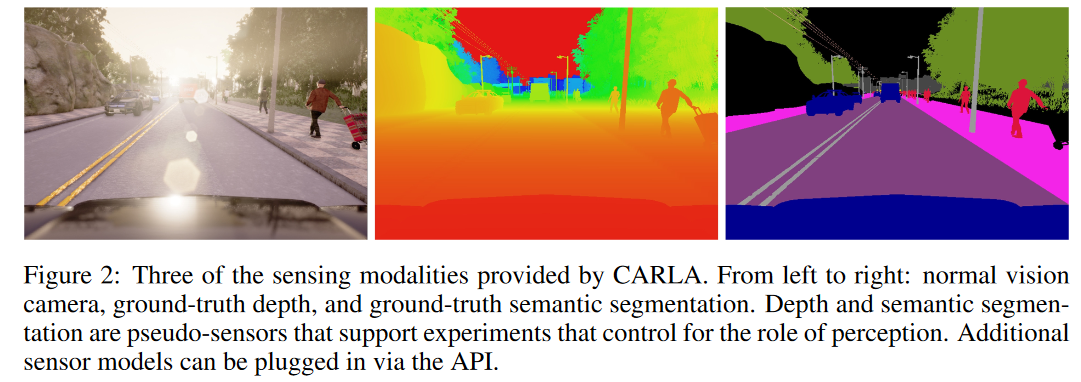 Figure 2: Three of the sensing modalities provided by CARLA. From left to right: normal vision
camera, ground-truth depth, and ground-truth semantic segmentation. Depth and semantic segmen-
tation are pseudo-sensors that support experiments that control for the role of perception. Additional
sensor models can be plugged in via the API.